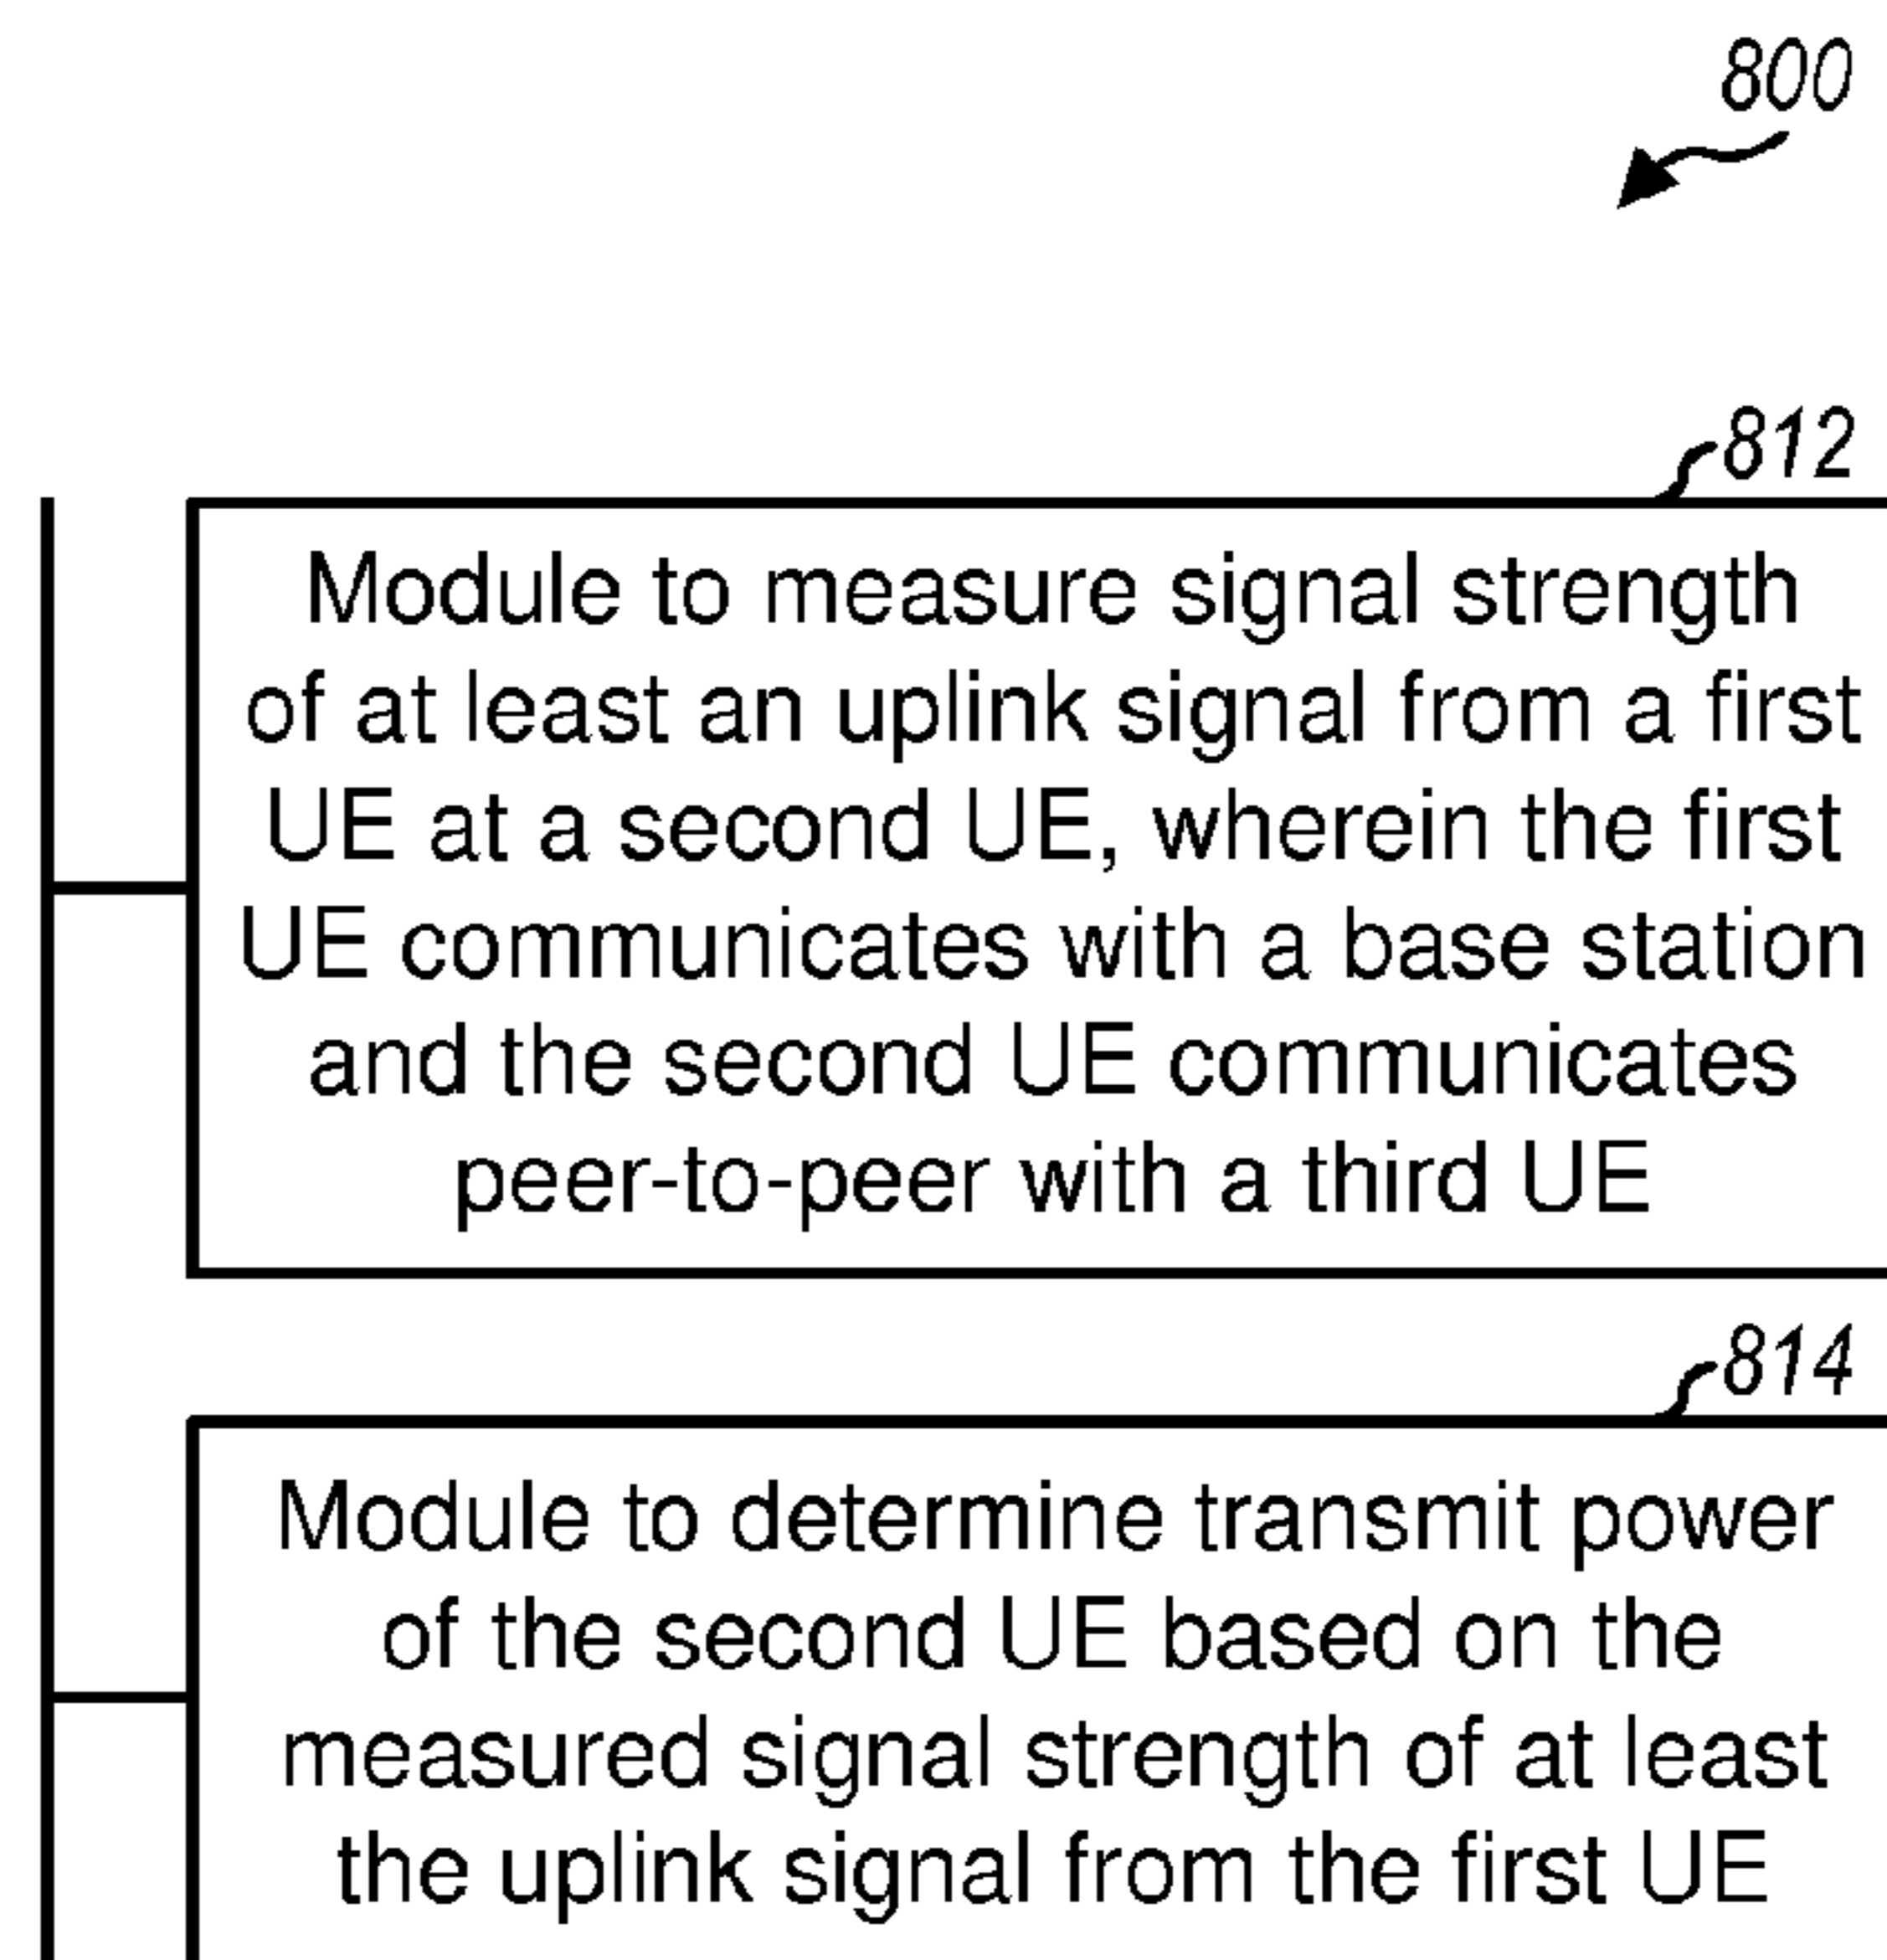 800
812
Module to measure signal strength
of at least an uplink signal from a first
UE at a second UE, wherein the first
UE communicates with a base station
and the second UE communicates
peer-to-peer with a third UE
814
Module to determine transmit power
of the second UE based on the
measured signal strength of at least
the uplink signal from the first UE